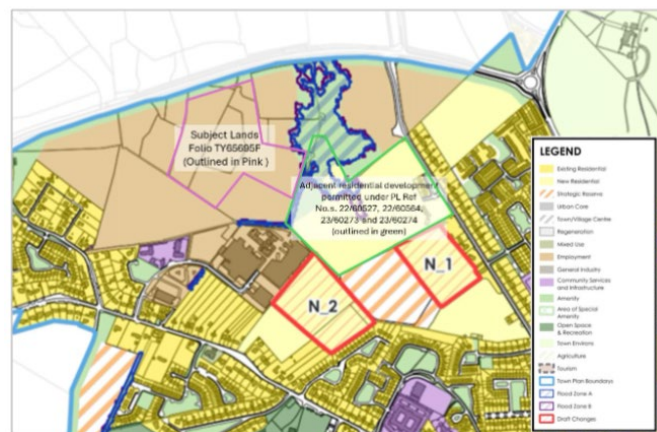 Subject Lands
Folio TY65695F
(Outlined in Pink )
Adjacent residential development
permitted under PL Ref
No.s. 22/60527, 22/60564,
23/60273 and 23/60274
(outlined in green)
N_1
N_2
LEGEND
Existing Residential
New Residential
Strategic Reserve
Urban Core
Town/Village Centre
Regeneration
Mixed Use
Employment
General Industry
Community Services
and Infrastructure
Amenity
Area of Special
Amenity
Open Space
& Recreation
Town Environs
Agriculture
Tourism
Town Plan Boundary
Flood Zone A
Flood Zone B
Draft Changes